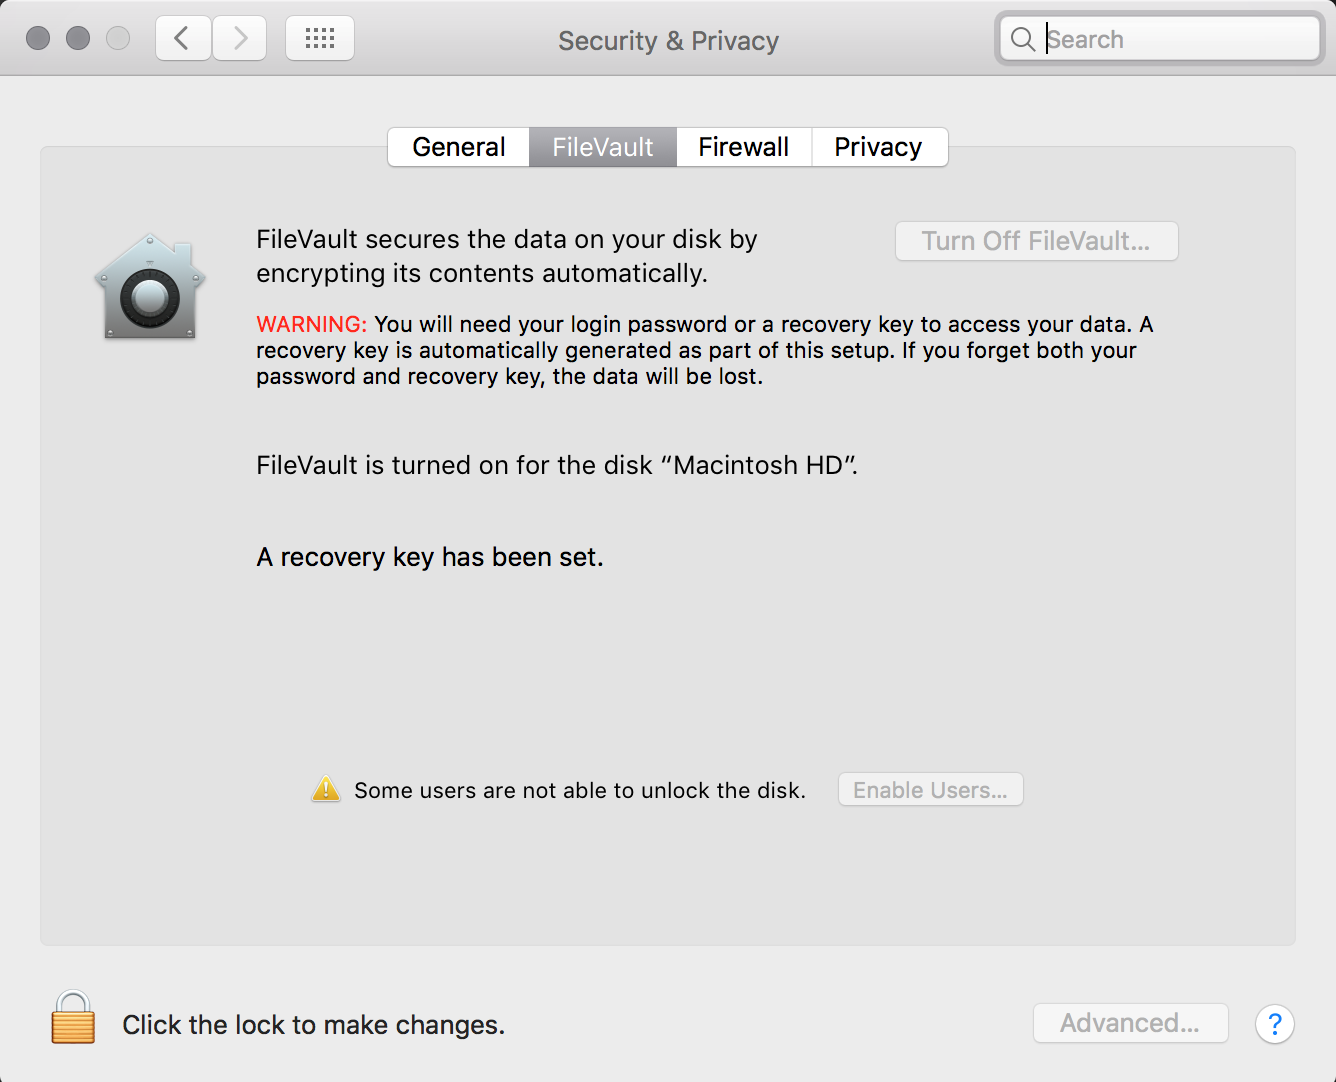 Security & Privacy
Search
General
FileVault
Firewall
Privacy
FileVault secures the data on your disk by
encrypting its contents automatically.
Turn Off FileVault...
WARNING: You will need your login password or a recovery key to access your data. A
recovery key is automatically generated as part of this setup. If you forget both your
password and recovery key, the data will be lost.
FileVault is turned on for the disk “Macintosh HD”.
A recovery key has been set.
Some users are not able to unlock the disk.
Enable Users...
Click the lock to make changes.
Advanced...
?